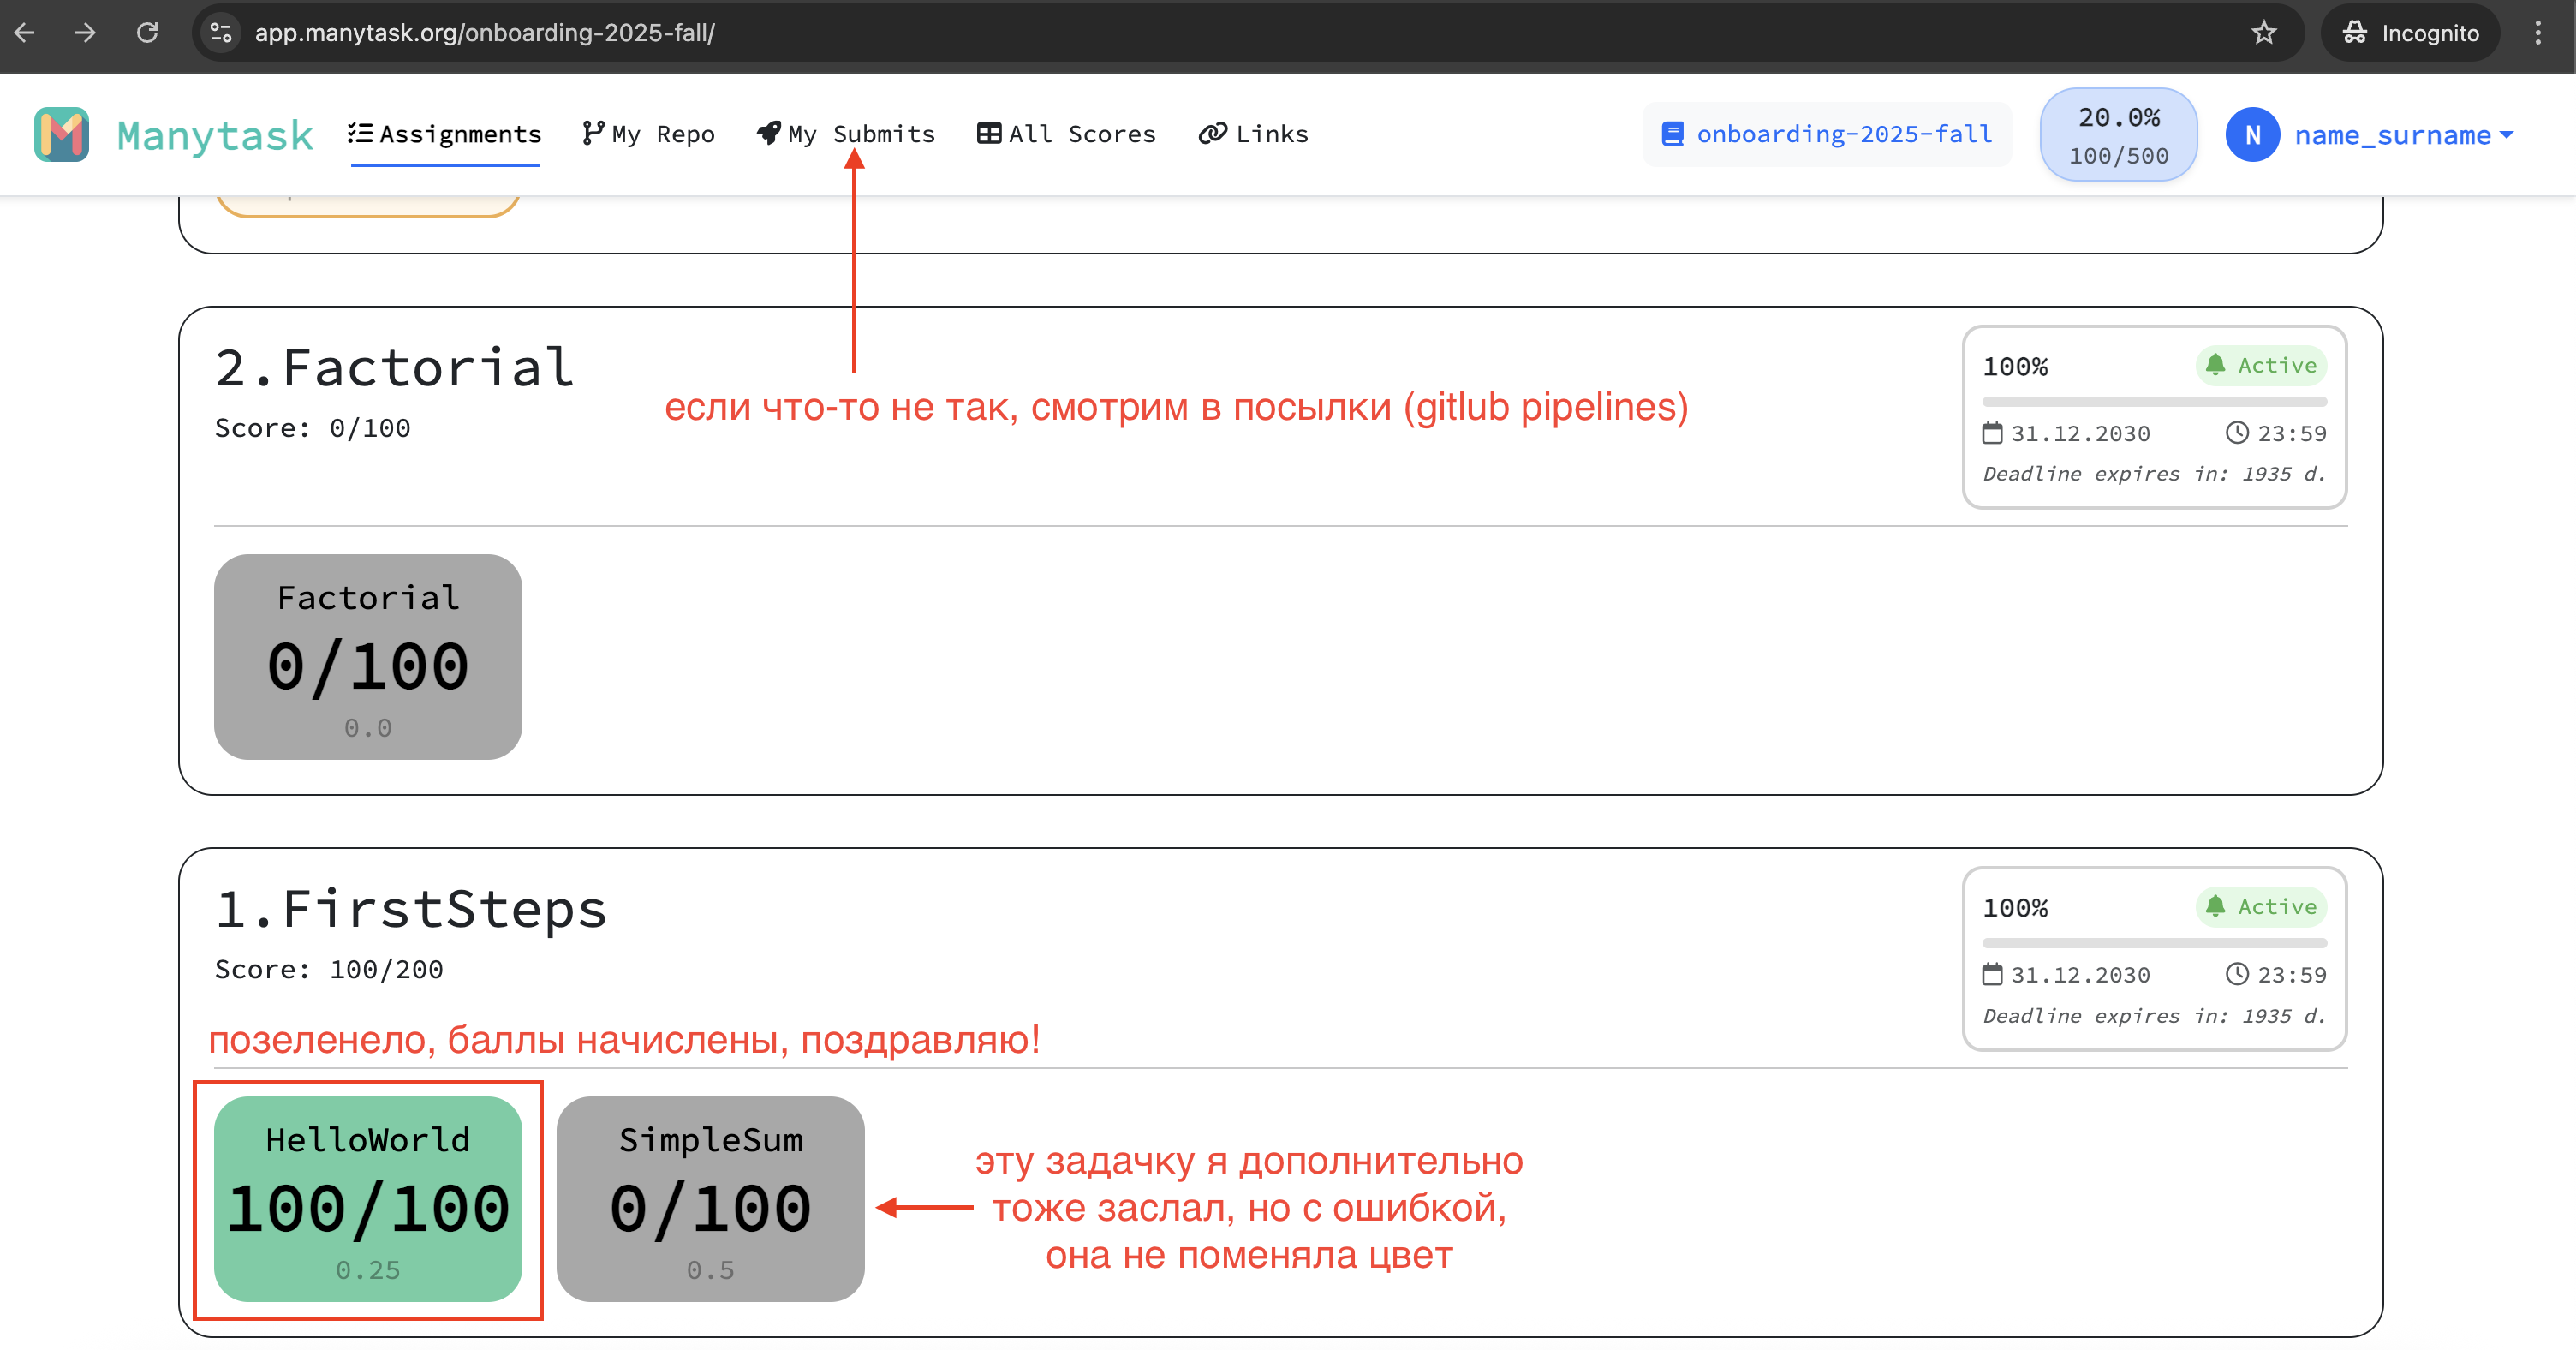 app.manytask.org/onboarding-2025-fall/
Incognito
Manytask
Assignments
My Repo
My Submits
All Scores
Links
onboarding-2025-fall
20.0%
100/500
N
name_surname
2.Factorial
Score: 0/100
если что-то не так, смотрим в посылки (gitlub pipelines)
100%
Active
31.12.2030
23:59
Deadline expires in: 1935 d.
Factorial
0/100
0.0
1.FirstSteps
Score: 100/200
100%
Active
31.12.2030
23:59
Deadline expires in: 1935 d.
позеленело, баллы начислены, поздравляю!
HelloWorld
100/100
0.25
SimpleSum
0/100
0.5
эту задачку я дополнительно
тоже заслал, но с ошибкой,
она не поменяла цвет